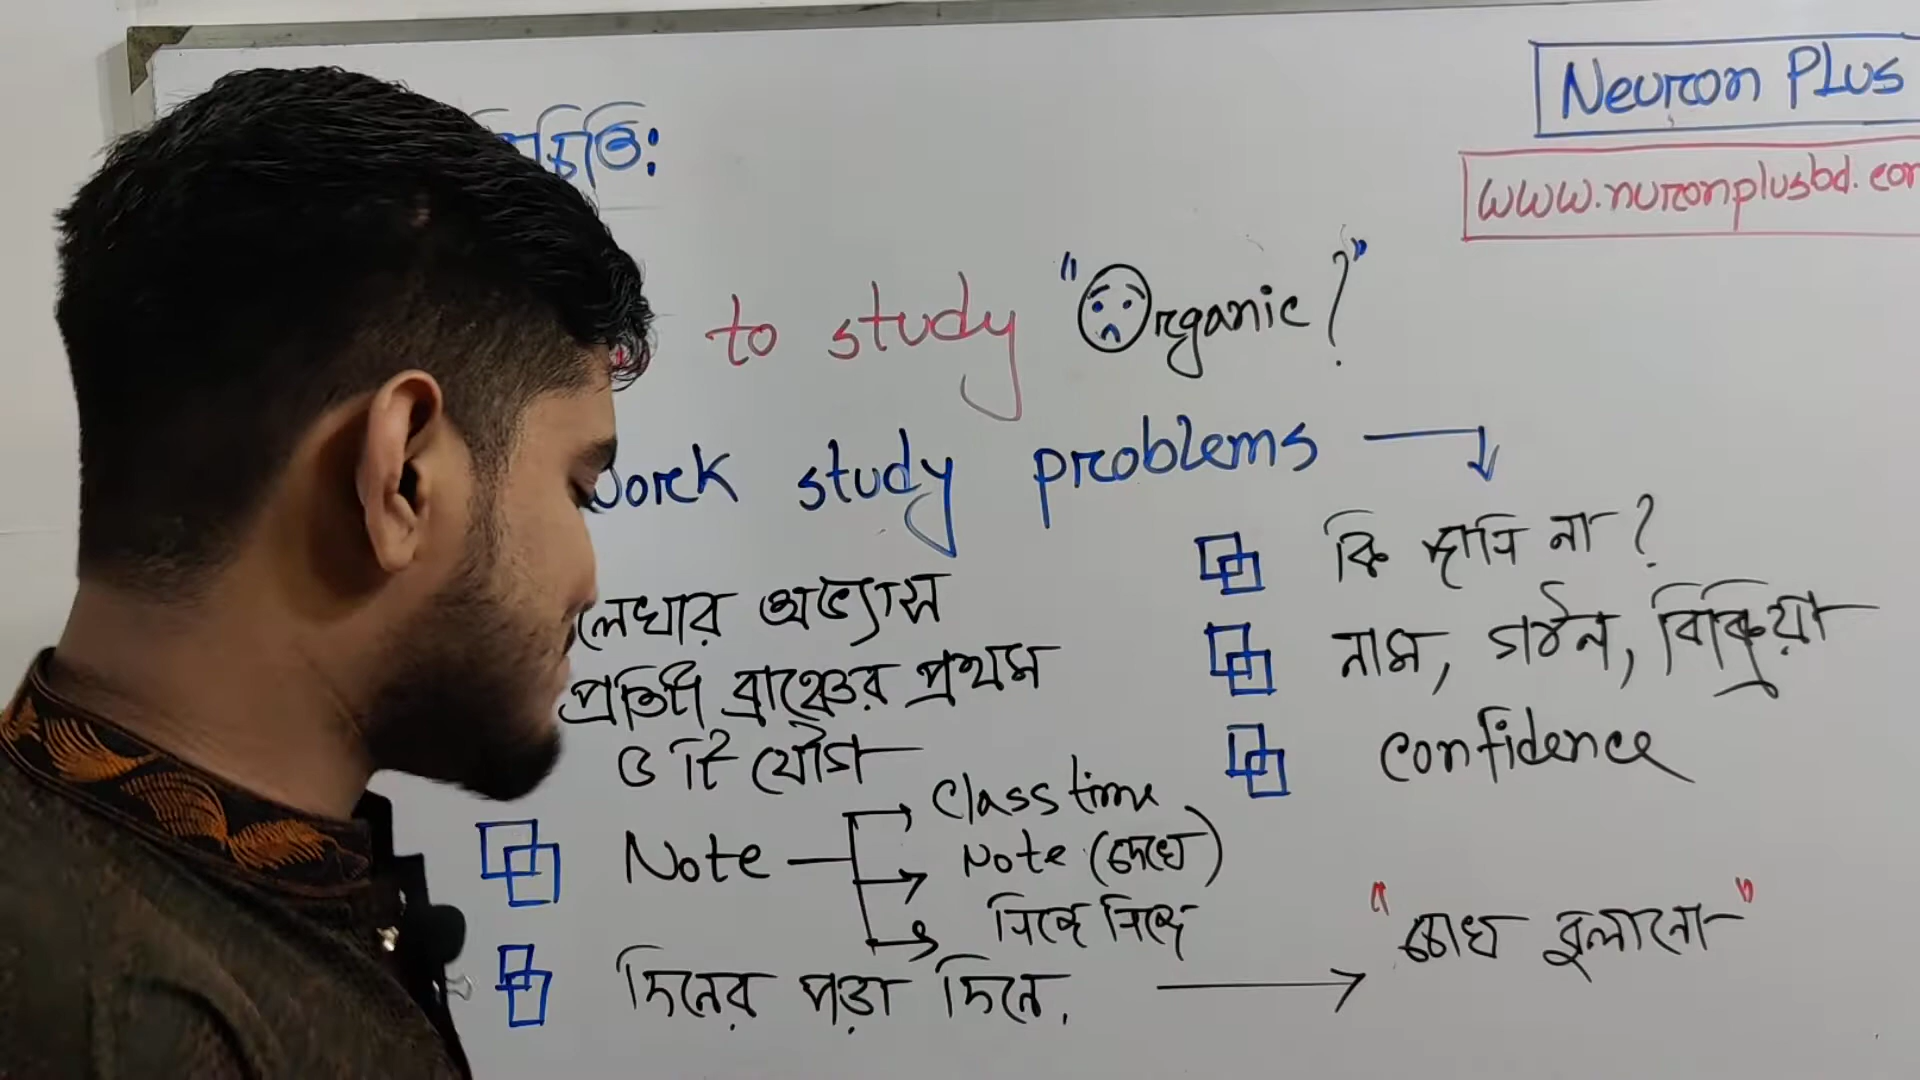 Neuron Plus
www.nuronplusbd.com
to study "Organic?"
Work study problems
কি পারি না?
লেখার অভ্যাস
নাম, গঠন, বিক্রিয়া
প্রতিটি ব্রাঞ্চের প্রথম
৩ টি যৌগ
confidence
Class time
Note
Note (দেখে)
নিজে নিজে
"চোখ বুলানো"
দিনের পড়া দিনে.